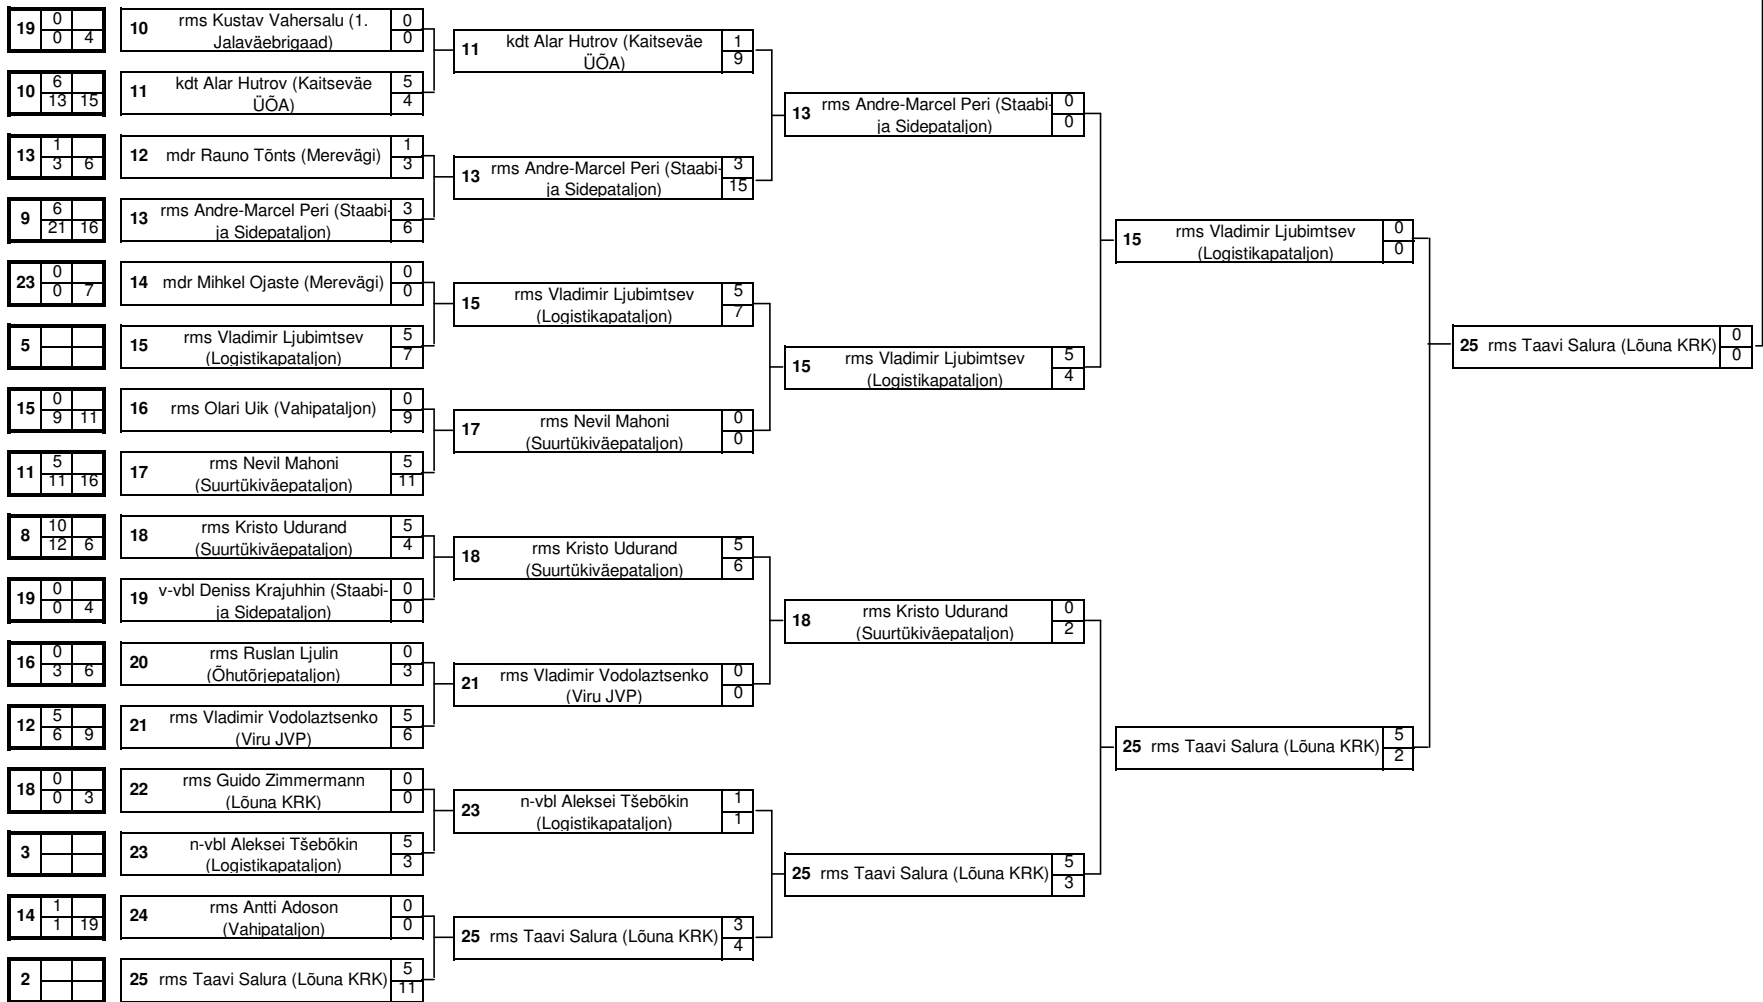 19 0
0 4
10 rms Kustav Vahersalu (1. Jalaväebrigaad) 0
0
10 6
13 15
11 kdt Alar Hutrov (Kaitseväe ÜÕA) 5
4
13 1
3 6
12 mdr Rauno Tõnts (Merevägi) 1
3
9 6
21 16
13 rms Andre-Marcel Peri (Staabi- ja Sidepataljon) 3
6
23 0
0 7
14 mdr Mihkel Ojaste (Merevägi) 0
0
5
15 rms Vladimir Ljubimtsev (Logistikapataljon) 5
7
15 0
9 11
16 rms Olari Uik (Vahipataljon) 0
9
11 5
11 16
17 rms Nevil Mahoni (Suurtükiväepataljon) 5
11
8 10
12 6
18 rms Kristo Udurand (Suurtükiväepataljon) 5
4
19 0
0 4
19 v-vbl Deniss Krajuhhin (Staabi- ja Sidepataljon) 0
0
16 0
3 6
20 rms Ruslan Ljulin (Õhutõrjepataljon) 0
3
12 5
6 9
21 rms Vladimir Vodolaztsenko (Viru JVP) 5
6
18 0
0 3
22 rms Guido Zimmermann (Lõuna KRK) 0
0
3
23 n-vbl Aleksei Tšebõkin (Logistikapataljon) 5
3
14 1
1 19
24 rms Antti Adoson (Vahipataljon) 0
0
2
25 rms Taavi Salura (Lõuna KRK) 5
11
11 kdt Alar Hutrov (Kaitseväe ÜÕA) 1
9
13 rms Andre-Marcel Peri (Staabi- ja Sidepataljon) 3
15
15 rms Vladimir Ljubimtsev (Logistikapataljon) 5
7
17 rms Nevil Mahoni (Suurtükiväepataljon) 0
0
18 rms Kristo Udurand (Suurtükiväepataljon) 5
6
21 rms Vladimir Vodolaztsenko (Viru JVP) 0
0
23 n-vbl Aleksei Tšebõkin (Logistikapataljon) 1
1
25 rms Taavi Salura (Lõuna KRK) 3
4
13 rms Andre-Marcel Peri (Staabi- ja Sidepataljon) 0
0
15 rms Vladimir Ljubimtsev (Logistikapataljon) 5
4
18 rms Kristo Udurand (Suurtükiväepataljon) 0
2
25 rms Taavi Salura (Lõuna KRK) 5
3
15 rms Vladimir Ljubimtsev (Logistikapataljon) 0
0
25 rms Taavi Salura (Lõuna KRK) 5
2
25 rms Taavi Salura (Lõuna KRK) 0
0